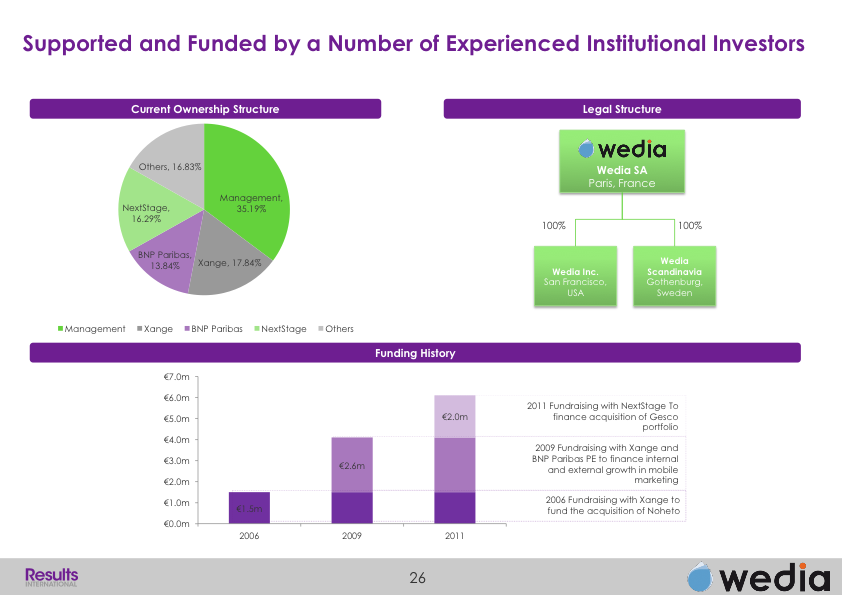 Supported and Funded by a Number of Experienced Institutional Investors
Current Ownership Structure
Others, 16.83%
Management,
35.19%
NextStage,
16.29%
BNP Paribas,
13.84%
Xange, 17.84%
Management
Xange
BNP Paribas
NextStage
Others
Legal Structure
wedia
Wedia SA
Paris, France
100%
100%
Wedia Inc.
San Francisco,
USA
Wedia
Scandinavia
Gothenburg,
Sweden
Funding History
€7.0m
€6.0m
€5.0m
€4.0m
€3.0m
€2.0m
€1.0m
€0.0m
€1.5m
€2.6m
€2.0m
2006
2009
2011
2011 Fundraising with NextStage To
finance acquisition of Gesco
portfolio
2009 Fundraising with Xange and
BNP Paribas PE to finance internal
and external growth in mobile
marketing
2006 Fundraising with Xange to
fund the acquisition of Noheto
Results
INTERNATIONAL
26
wedia